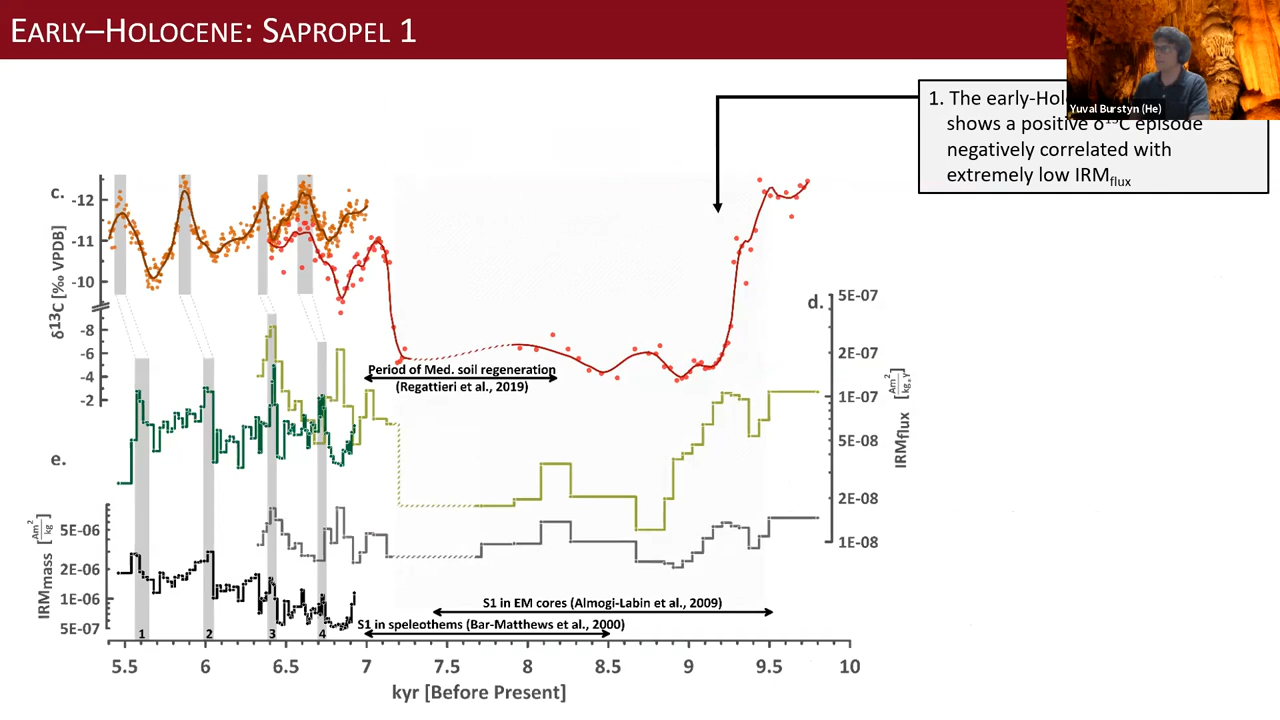 EARLY–HOLOCENE: SAPROPEL 1
Yuval Burstyn (He)
1. The early-Hol
shows a positive δ¹³C episode
negatively correlated with
extremely low IRMflux
c.
-12
-11
-10
-8
-6
-4
-2
δ¹³C [‰ VPDB]
d.
5E-07
2E-07
1E-07
5E-08
2E-08
1E-08
IRMflux [Am²/kg*Y]
Period of Med. soil regeneration
(Regattieri et al., 2019)
e.
5E-06
2E-06
1E-06
5E-07
IRMmass [Am²/kg]
S1 in EM cores (Almogi-Labin et al., 2009)
S1 in speleothems (Bar-Matthews et al., 2000)
1 2 3 4
5.5 6 6.5 7 7.5 8 8.5 9 9.5 10
kyr [Before Present]